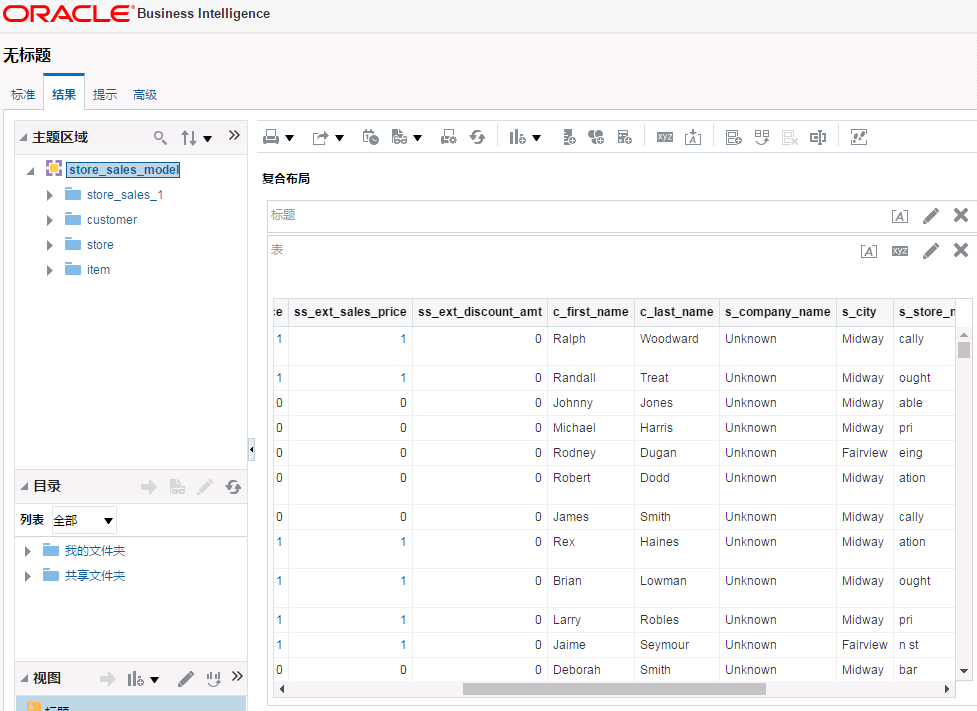 ORACLE® Business Intelligence
无标题
标准 结果 提示 高级
主题区域
store_sales_model
store_sales_1
customer
store
item
目录
列表 全部
我的文件夹
共享文件夹
视图
标题
复合布局
标题
表
ss_ext_sales_price ss_ext_discount_amt c_first_name c_last_name s_company_name s_city
1 1 0 Ralph Woodward Unknown Midway cally
1 1 0 Randall Treat Unknown Midway ought
0 0 0 Johnny Jones Unknown Midway able
0 0 0 Michael Harris Unknown Midway pri
0 0 0 Rodney Dugan Unknown Fairview eing
0 0 0 Robert Dodd Unknown Midway ation
0 0 0 James Smith Unknown Midway cally
1 1 0 Rex Haines Unknown Midway ation
1 1 0 Brian Lowman Unknown Midway ought
1 1 0 Larry Robles Unknown Midway pri
1 1 0 Jaime Seymour Unknown Fairview n st
0 0 0 Deborah Smith Unknown Midway bar